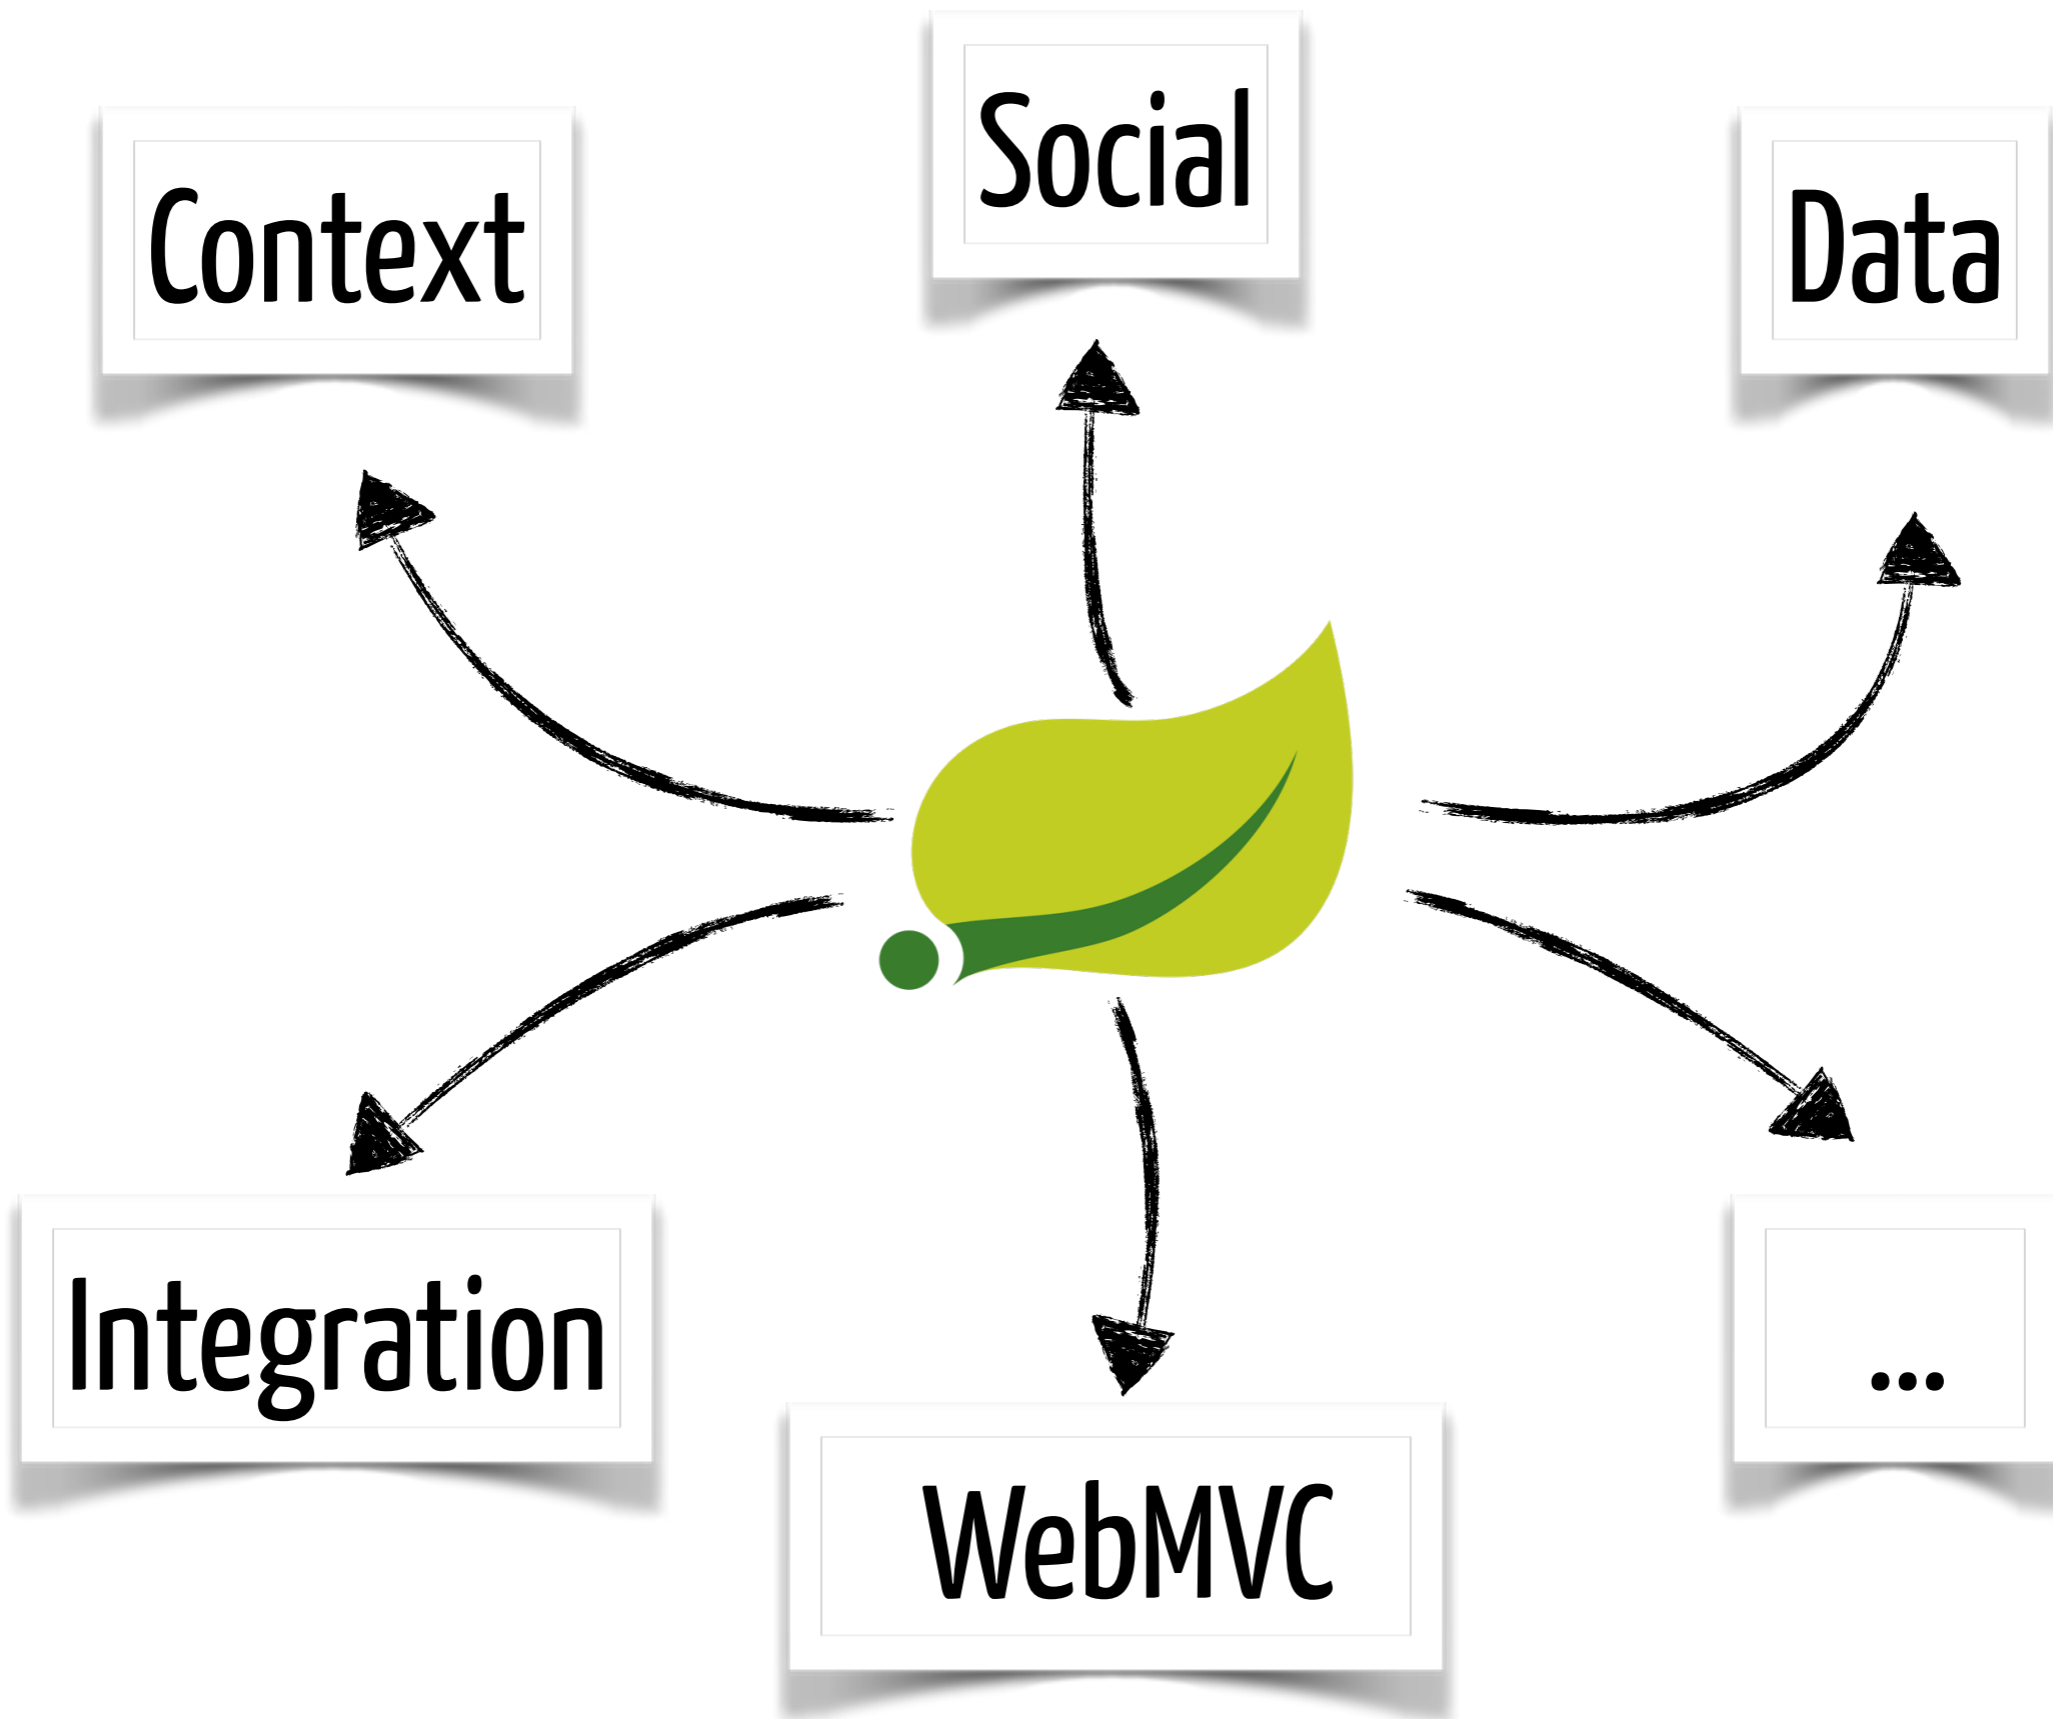 Social
Context
Data
Integration
...
WebMVC